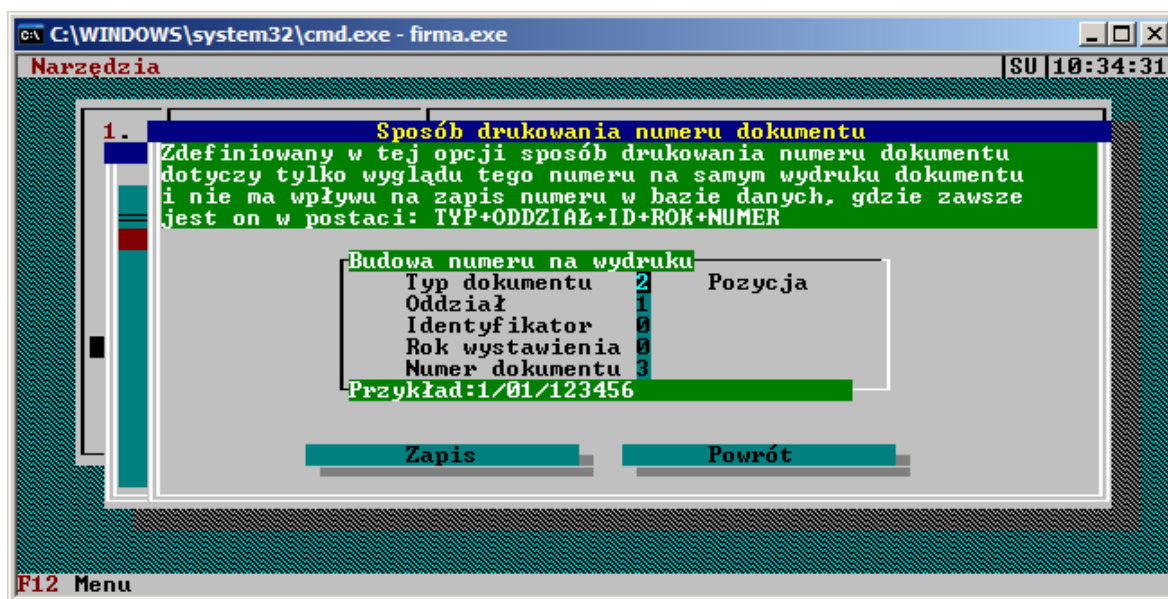 C:\WINDOWS\system32\cmd.exe - firma.exe
Narzędzia |SU|10:34:31
1.
Sposób drukowania numeru dokumentu
Zdefiniowany w tej opcji sposób drukowania numeru dokumentu
dotyczy tylko wyglądu tego numeru na samym wydruku dokumentu
i nie ma wpływu na zapis numeru w bazie danych, gdzie zawsze
jest on w postaci: TYP+ODDZIAŁ+ID+ROK+NUMER
Budowa numeru na wydruku
Typ dokumentu 2 Pozycja
Oddział 1
Identyfikator 0
Rok wystawienia 0
Numer dokumentu 3
Przykład:1/01/123456
Zapis Powrót
F12 Menu